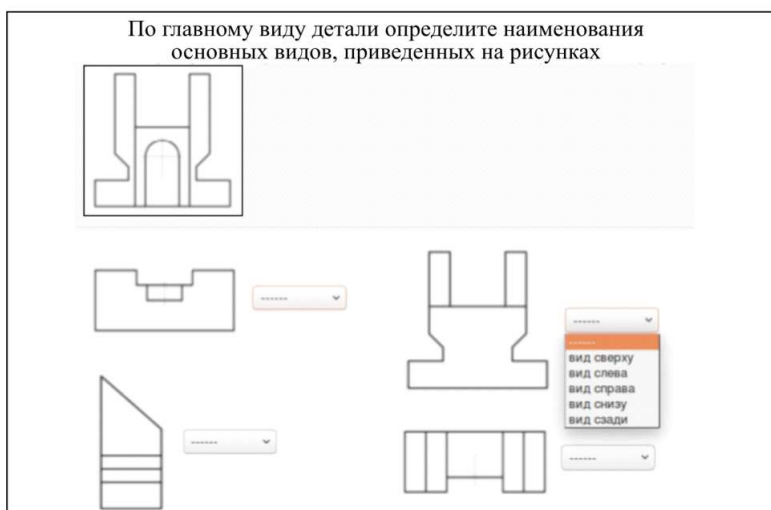 По главному виду детали определите наименования
основных видов, приведенных на рисунках
------
------
------
вид сверху
вид слева
вид справа
вид снизу
вид сзади
------
------